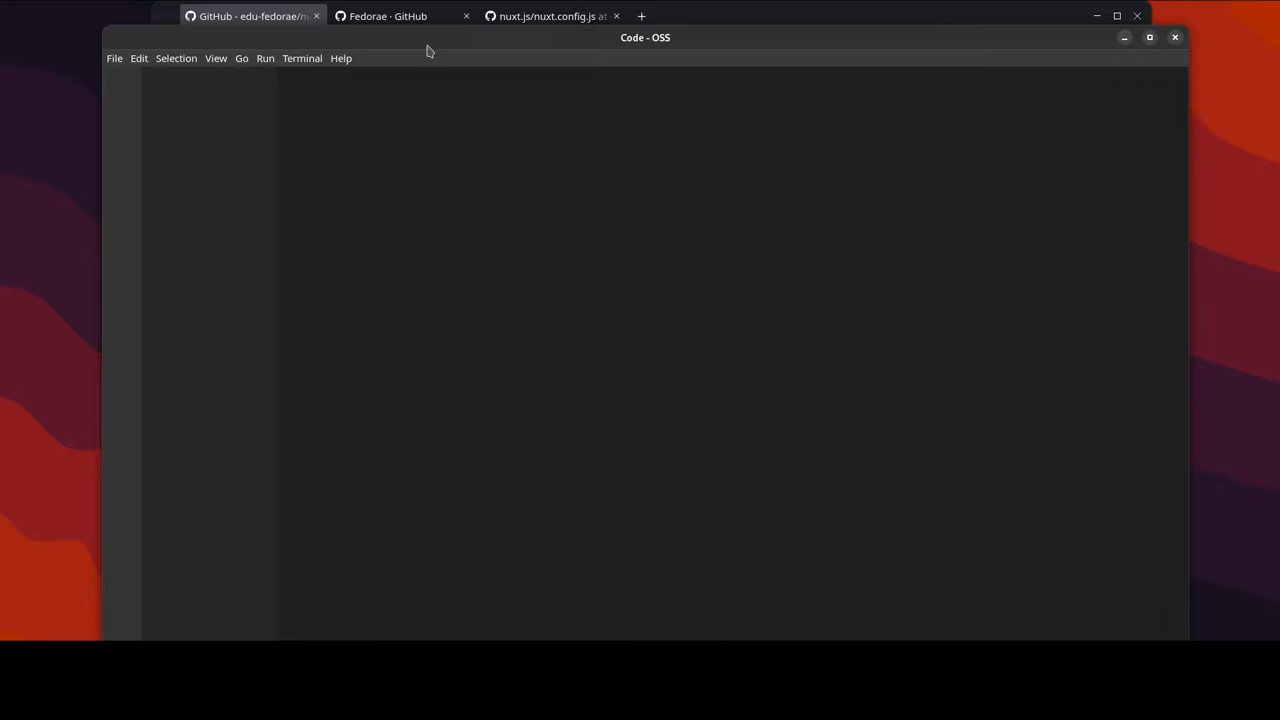 GitHub - edu-fedorae/nu
Fedorae · GitHub
nuxt.js/nuxt.config.js at
Code - OSS
File Edit Selection View Go Run Terminal Help